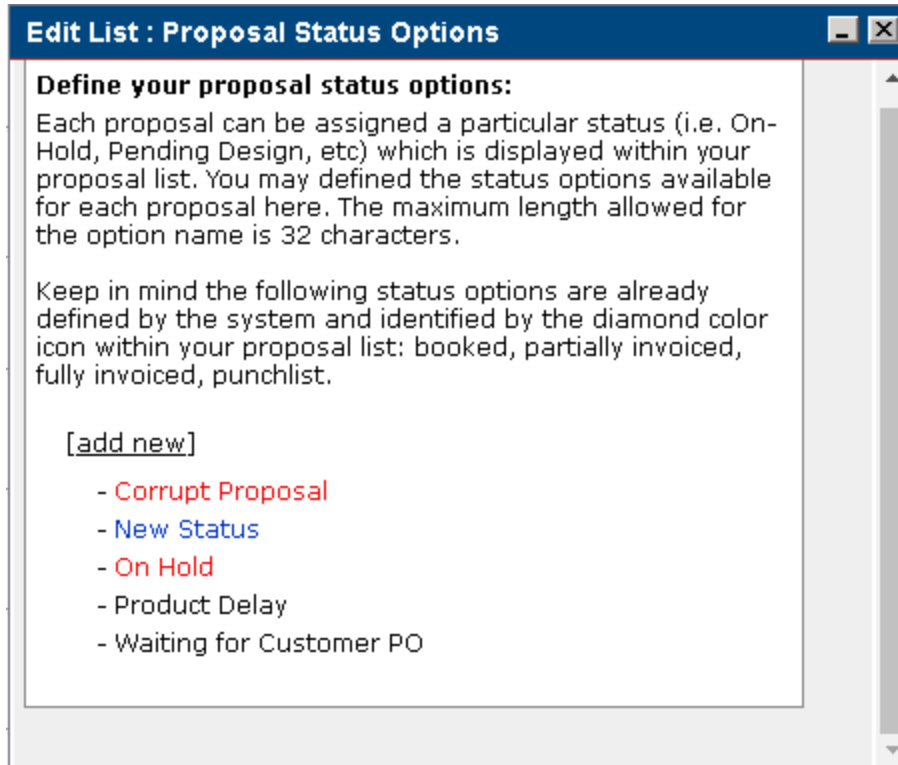 Edit List : Proposal Status Options
Define your proposal status options:
Each proposal can be assigned a particular status (i.e. On-
Hold, Pending Design, etc) which is displayed within your
proposal list. You may defined the status options available
for each proposal here. The maximum length allowed for
the option name is 32 characters.
Keep in mind the following status options are already
defined by the system and identified by the diamond color
icon within your proposal list: booked, partially invoiced,
fully invoiced, punchlist.
[add new]
- Corrupt Proposal
- New Status
- On Hold
- Product Delay
- Waiting for Customer PO